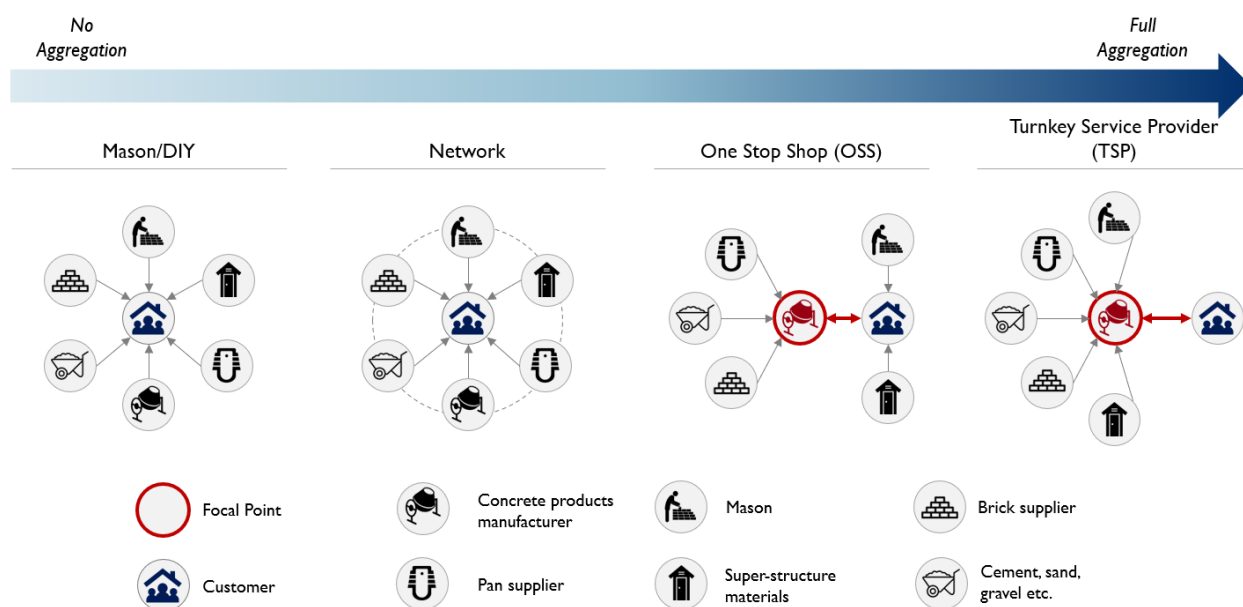 No
Aggregation
Full
Aggregation
Mason/DIY
Network
One Stop Shop (OSS)
Turnkey Service Provider
(TSP)
Focal Point
Concrete products
manufacturer
Mason
Brick supplier
Customer
Pan supplier
Super-structure
materials
Cement, sand,
gravel etc.